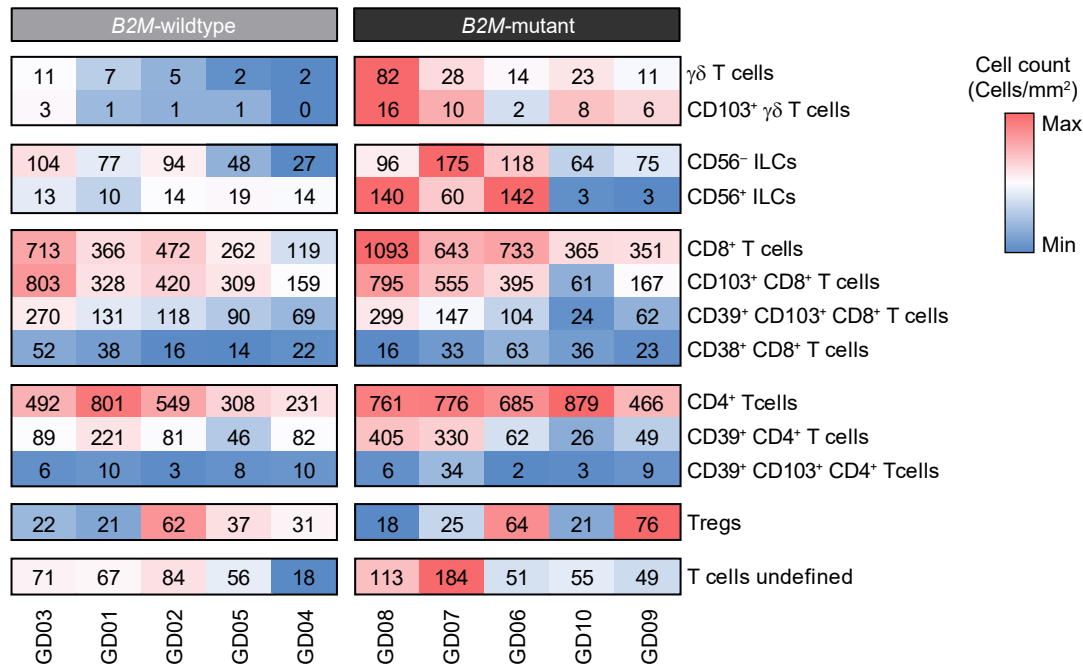 B2M-wildtype B2M-mutant
11 7 5 2 2 82 28 14 23 11 γδ T cells
3 1 1 1 0 16 10 2 8 6 CD103⁺ γδ T cells
104 77 94 48 27 96 175 118 64 75 CD56⁻ ILCs
13 10 14 19 14 140 60 142 3 3 CD56⁺ ILCs
713 366 472 262 119 1093 643 733 365 351 CD8⁺ T cells
803 328 420 309 159 795 555 395 61 167 CD103⁺ CD8⁺ T cells
270 131 118 90 69 299 147 104 24 62 CD39⁺ CD103⁺ CD8⁺ T cells
52 38 16 14 22 16 33 63 36 23 CD38⁺ CD8⁺ T cells
492 801 549 308 231 761 776 685 879 466 CD4⁺ Tcells
89 221 81 46 82 405 330 62 26 49 CD39⁺ CD4⁺ T cells
6 10 3 8 10 6 34 2 3 9 CD39⁺ CD103⁺ CD4⁺ Tcells
22 21 62 37 31 18 25 64 21 76 Tregs
71 67 84 56 18 113 184 51 55 49 T cells undefined
GD03 GD01 GD02 GD05 GD04 GD08 GD07 GD06 GD10 GD09
Cell count
(Cells/mm²)
Max
Min